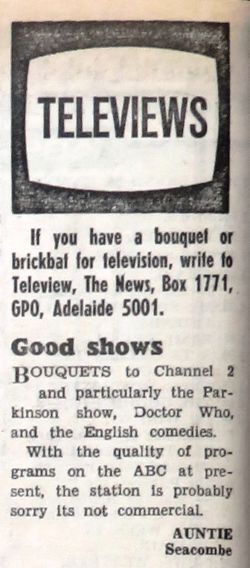 TELEVIEWS
If you have a bouquet or
brickbat for television, write to
Teleview, The News, Box 1771,
GPO, Adelaide 5001.
Good shows
BOUQUETS to Channel 2
and particularly the Par-
kinson show, Doctor Who,
and the English comedies.
With the quality of pro-
grams on the ABC at pre-
sent, the station is probably
sorry its not commercial.
AUNTIE
Seacombe